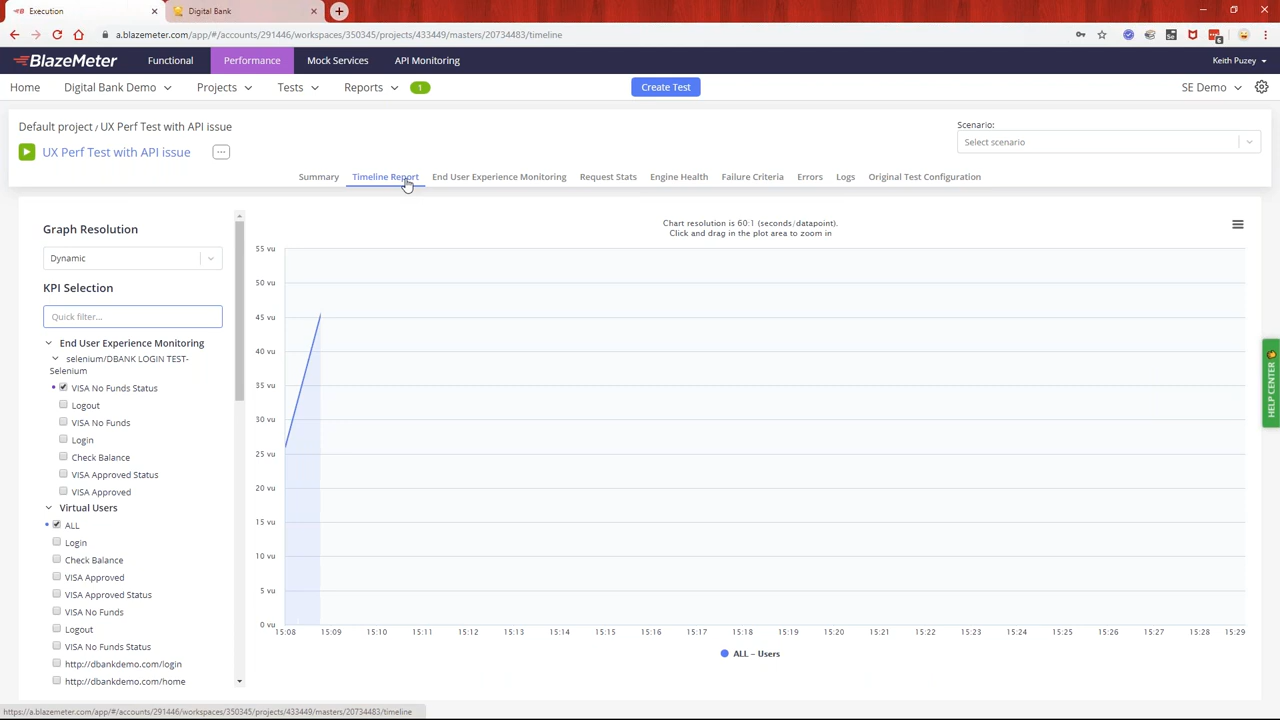 Execution
Digital Bank
a.blazemeter.com/app/#/accounts/291446/workspaces/350345/projects/433449/masters/20734483/timeline
BlazeMeter
Functional
Performance
Mock Services
API Monitoring
Keith Puzey
Home
Digital Bank Demo
Projects
Tests
Reports
1
Create Test
SE Demo
Default project / UX Perf Test with API issue
UX Perf Test with API issue
Scenario:
Select scenario
Summary
Timeline Report
End User Experience Monitoring
Request Stats
Engine Health
Failure Criteria
Errors
Logs
Original Test Configuration
Graph Resolution
Dynamic
KPI Selection
Quick filter...
End User Experience Monitoring
selenium/DBANK LOGIN TEST-
Selenium
VISA No Funds Status
Logout
VISA No Funds
Login
Check Balance
VISA Approved Status
VISA Approved
Virtual Users
ALL
Login
Check Balance
VISA Approved
VISA Approved Status
VISA No Funds
Logout
VISA No Funds Status
http://dbankdemo.com/login
http://dbankdemo.com/home
Chart resolution is 60:1 (seconds/datapoint).
Click and drag in the plot area to zoom in
55 vu
50 vu
45 vu
40 vu
35 vu
30 vu
25 vu
20 vu
15 vu
10 vu
5 vu
0 vu
15:08
15:09
15:10
15:11
15:12
15:13
15:14
15:15
15:16
15:17
15:18
15:19
15:20
15:21
15:22
15:23
15:24
15:25
15:26
15:27
15:28
15:29
ALL – Users
HELP CENTER
https://a.blazemeter.com/app/#/accounts/291446/workspaces/350345/projects/433449/masters/20734483/timeline